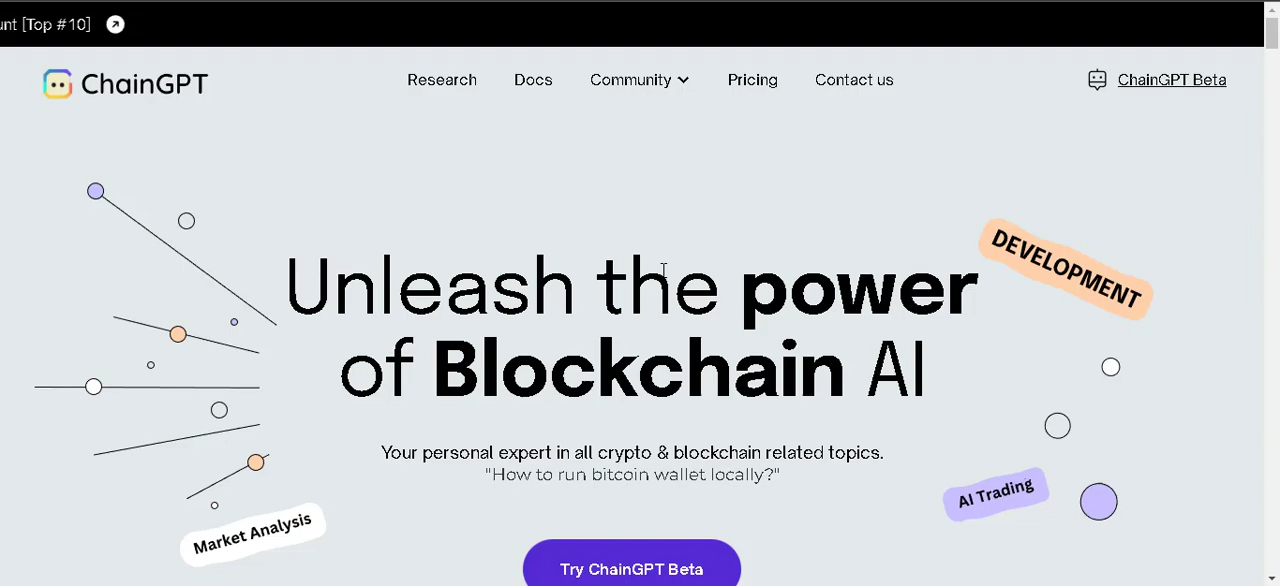 unt [Top #10]
ChainGPT
Research
Docs
Community
Pricing
Contact us
ChainGPT Beta
DEVELOPMENT
Unleash the power
of Blockchain AI
Your personal expert in all crypto & blockchain related topics.
"How to run bitcoin wallet locally?"
AI Trading
Market Analysis
Try ChainGPT Beta